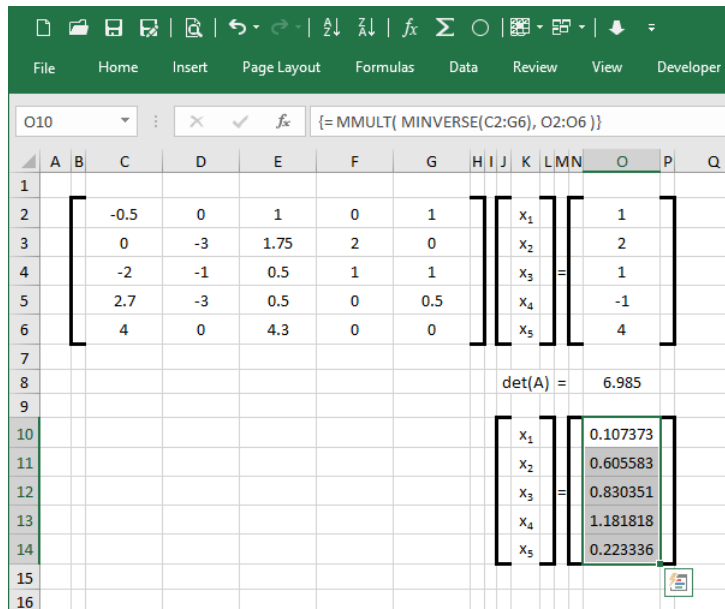 File Home Insert Page Layout Formulas Data Review View Developer
O10 fx {= MMULT( MINVERSE(C2:G6), O2:O6 )}
A B C D E F G H I J K L M N O P Q
1
2 -0.5 0 1 0 1 x₁ 1
3 0 -3 1.75 2 0 x₂ 2
4 -2 -1 0.5 1 1 x₃ = 1
5 2.7 -3 0.5 0 0.5 x₄ -1
6 4 0 4.3 0 0 x₅ 4
7
8 det(A) = 6.985
9
10 x₁ 0.107373
11 x₂ 0.605583
12 x₃ = 0.830351
13 x₄ 1.181818
14 x₅ 0.223336
15
16